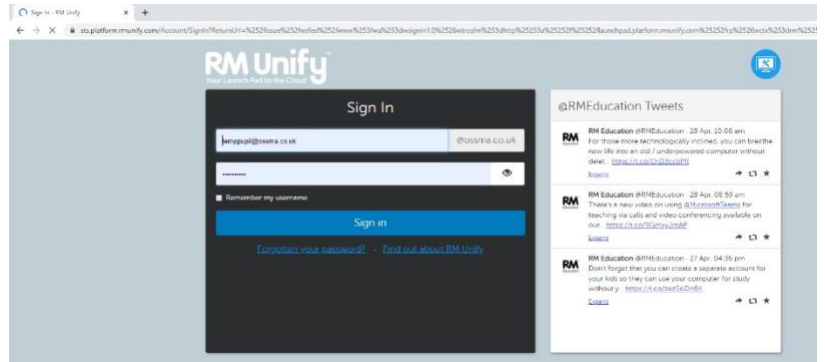 Sign In - RM Unify
RM Unify
Your Launch Pad to the Cloud
Sign In
@ossma.co.uk
Remember my username
Sign in
Forgotten your password? - Find out about RM Unify
@RMEducation Tweets
RM Education @RMEducation · 28 Apr, 10:06 am
For those more technologically inclined, you can breathe
new life into an old / underpowered computer without
delet...
Expand
RM Education @RMEducation · 28 Apr, 08:59 am
There's a new video on using @MicrosoftTeams for
teaching via calls and video conferencing available on
our...
Expand
RM Education @RMEducation · 27 Apr, 04:36 pm
Don't forget that you can create a separate account for
your kids so they can use your computer for study
without y...
Expand